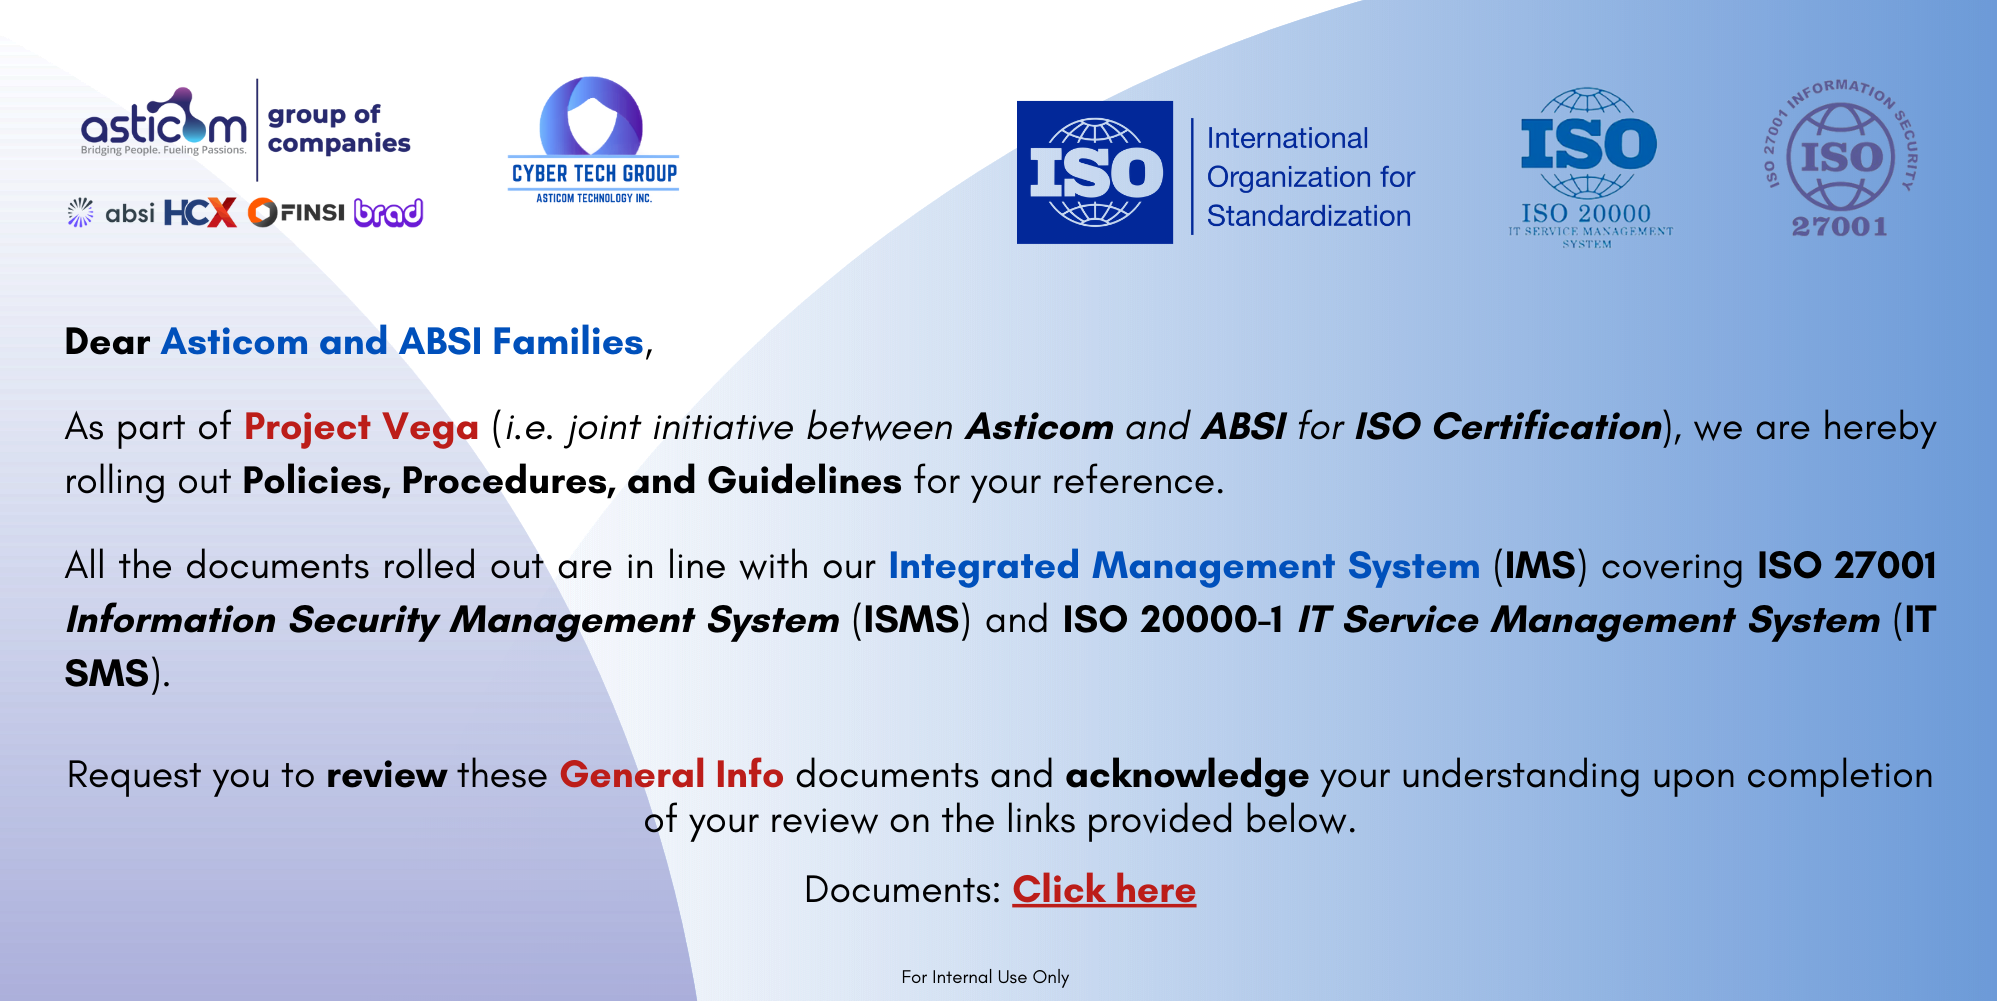 asticom
Bridging People. Fueling Passions.
group of
companies
absi HCX FINSI brad
CYBER TECH GROUP
ASTICOM TECHNOLOGY INC.
ISO
International
Organization for
Standardization
ISO
ISO 20000
IT SERVICE MANAGEMENT
SYSTEM
ISO 27001 INFORMATION SECURITY
ISO
27001
Dear Asticom and ABSI Families,
As part of Project Vega (i.e. joint initiative between Asticom and ABSI for ISO Certification), we are hereby
rolling out Policies, Procedures, and Guidelines for your reference.
All the documents rolled out are in line with our Integrated Management System (IMS) covering ISO 27001
Information Security Management System (ISMS) and ISO 20000-1 IT Service Management System (IT
SMS).
Request you to review these General Info documents and acknowledge your understanding upon completion
of your review on the links provided below.
Documents: Click here
For Internal Use Only